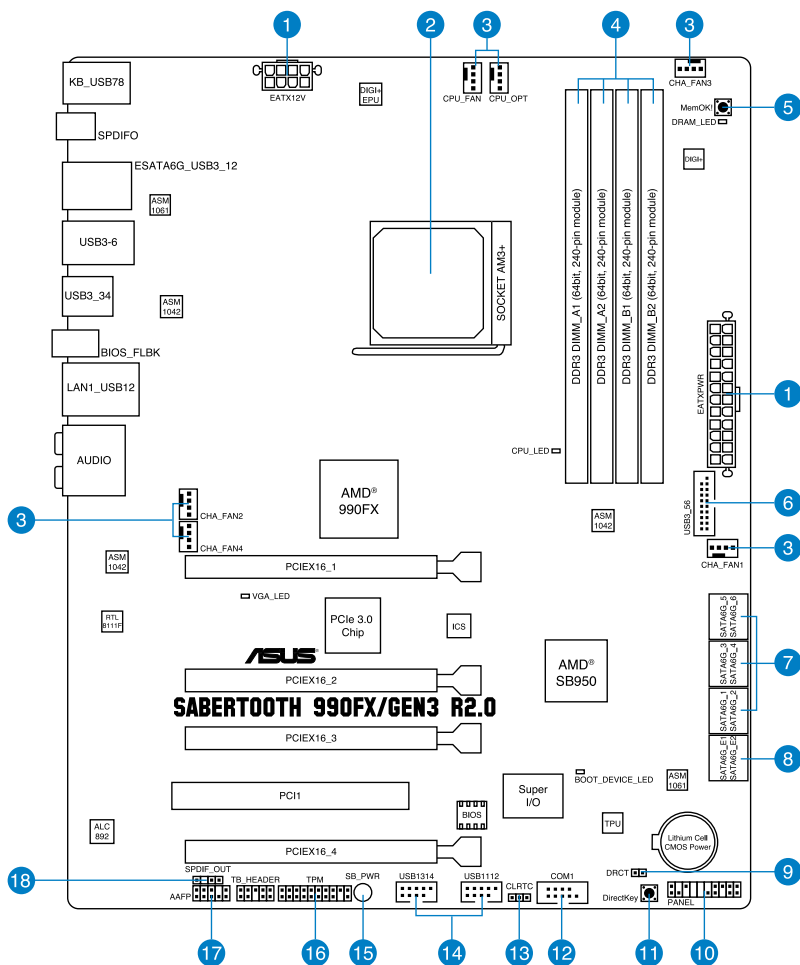 1
2
3
4
3
KB_USB78
EATX12V
DIGI+
EPU
CPU_FAN
CPU_OPT
CHA_FAN3
MemOK!
5
DRAM_LED
SPDIFO
DIGI+
ESATA6G_USB3_12
ASM
1061
USB3-6
SOCKET AM3+
DDR3 DIMM_A1 (64bit, 240-pin module)
DDR3 DIMM_A2 (64bit, 240-pin module)
DDR3 DIMM_B1 (64bit, 240-pin module)
DDR3 DIMM_B2 (64bit, 240-pin module)
USB3_34
ASM
1042
BIOS_FLBK
LAN1_USB12
EATXPWR
1
AUDIO
CPU_LED
AMD®
990FX
3
CHA_FAN2
CHA_FAN4
ASM
1042
USB3_56
6
CHA_FAN1
3
ASM
1042
PCIEX16_1
VGA_LED
RTL
8111F
PCIe 3.0
Chip
ICS
SATA6G_5
SATA6G_6
SATA6G_3
SATA6G_4
7
SATA6G_1
SATA6G_2
AMD®
SB950
ASUS
PCIEX16_2
SABERTOOTH 990FX/GEN3 R2.0
PCIEX16_3
SATA6G_E1
SATA6G_E2
8
BOOT_DEVICE_LED
ASM
1061
PCI1
Super
I/O
BIOS
TPU
ALC
892
Lithium Cell
CMOS Power
PCIEX16_4
18
SPDIF_OUT
AAFP
TB_HEADER
TPM
SB_PWR
USB1314
USB1112
CLRTC
COM1
DRCT
9
DirectKey
PANEL
17
16
15
14
13
12
11
10